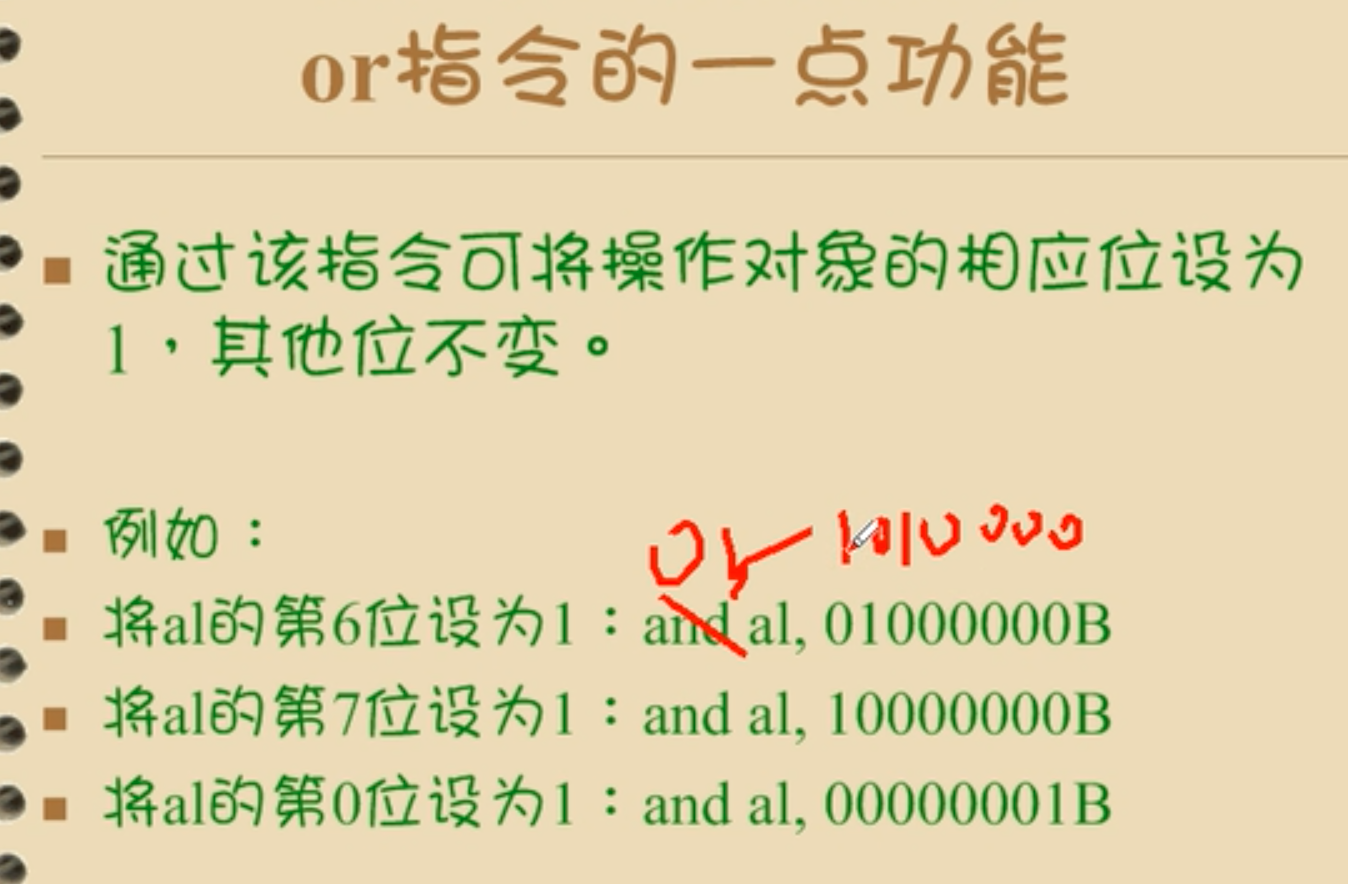 or指令的一点功能
通过该指令可将操作对象的相应位设为
1，其他位不变。
例如：
or
将al的第6位设为1：and al, 01000000B
将al的第7位设为1：and al, 10000000B
将al的第0位设为1：and al, 00000001B